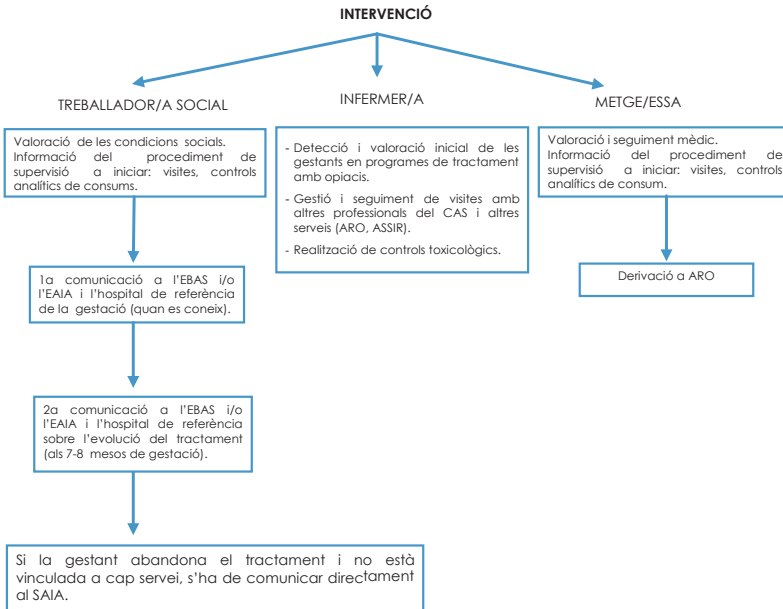 INTERVENCIÓ
TREBALLADOR/A SOCIAL
INFERMER/A
METGE/ESSA
Valoració de les condicions socials.
Informació del procediment de
supervisió a iniciar: visites, controls
analítics de consums.
- Detecció i valoració inicial de les
gestants en programes de tractament
amb opiacis.
- Gestió i seguiment de visites amb
altres professionals del CAS i altres
serveis (ARO, ASSIR).
- Realització de controls toxicològics.
Valoració i seguiment mèdic.
Informació del procediment de
supervisió a iniciar: visites, controls
analítics de consum.
1a comunicació a l'EBAS i/o
l'EAIA i l'hospital de referència
de la gestació (quan es coneix).
Derivació a ARO
2a comunicació a l'EBAS i/o
l'EAIA i l'hospital de referència
sobre l'evolució del tractament
(als 7-8 mesos de gestació).
Si la gestant abandona el tractament i no està
vinculada a cap servei, s'ha de comunicar directament
al SAIA.